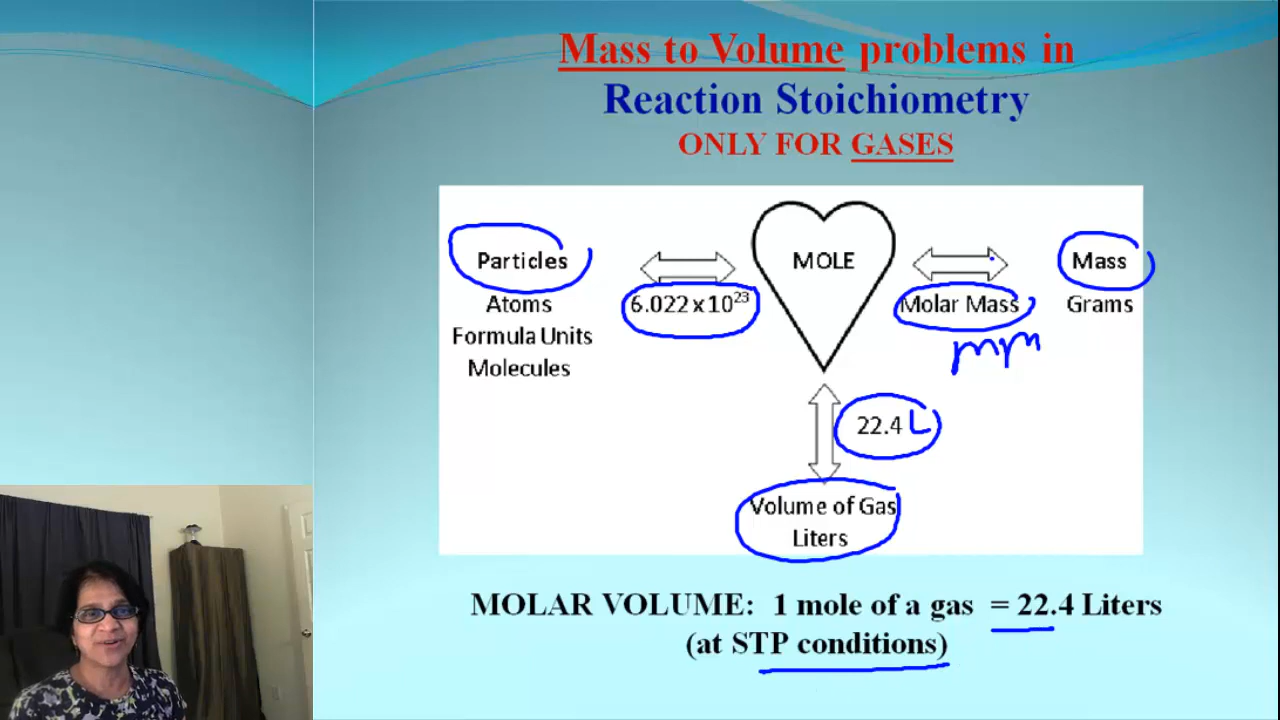 Mass to Volume problems in
Reaction Stoichiometry
ONLY FOR GASES
Particles
MOLE
Mass
Atoms
6.022 x 10²³
Molar Mass
Grams
Formula Units
mm
Molecules
22.4 L
Volume of Gas
Liters
MOLAR VOLUME: 1 mole of a gas = 22.4 Liters
(at STP conditions)